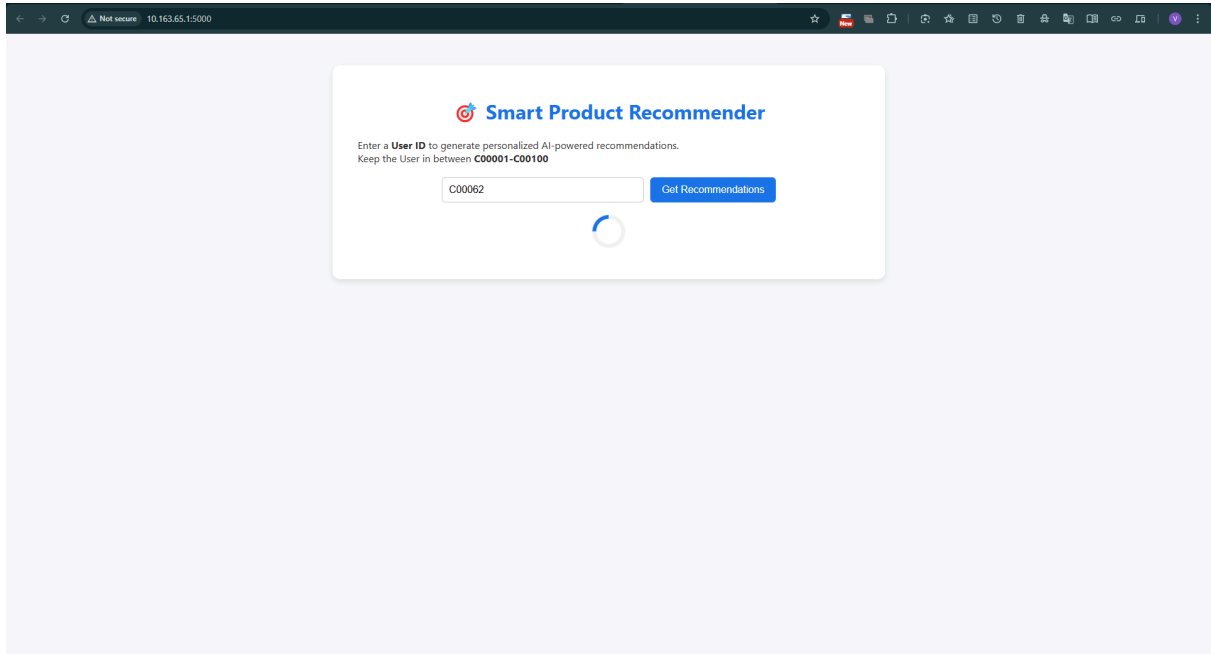 Not secure 10.163.65.1:5000
New
V
Smart Product Recommender
Enter a User ID to generate personalized AI-powered recommendations.
Keep the User in between C00001-C00100
C00062 Get Recommendations